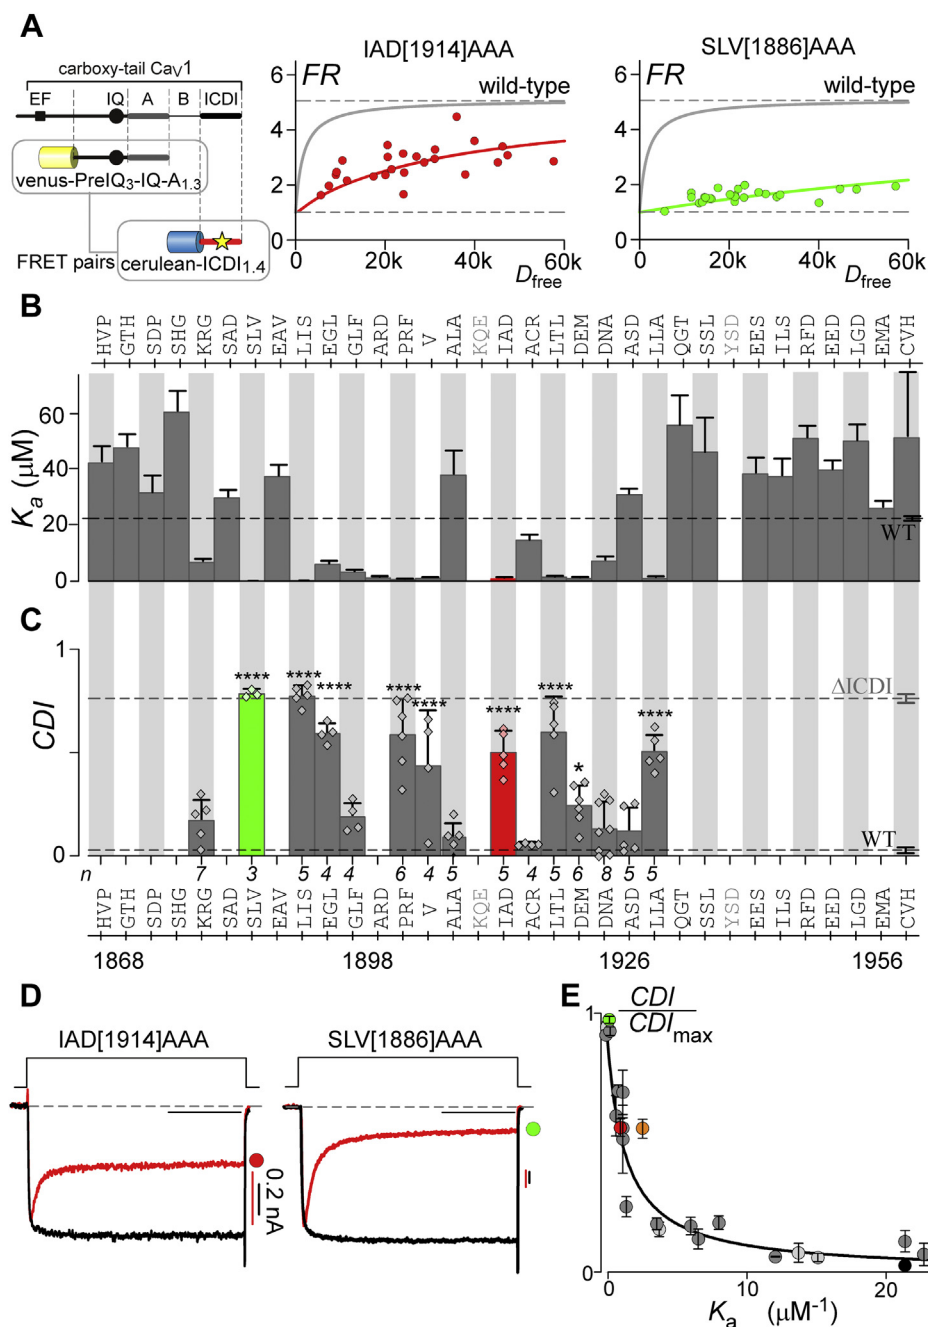 A
carboxy-tail CaV1
EF IQ A B ICDI
venus-PreIQ3-IQ-A1.3
FRET pairs
cerulean-ICDI1.4
IAD[1914]AAA
FR
wild-type
6
4
2
0
0 20k 40k 60k
Dfree
SLV[1886]AAA
FR
wild-type
6
4
2
0
0 20k 40k 60k
Dfree
B
HVP GTH SDP SHG KRG SAD SLV EAV LIS EGL GLF ARD PRF V ALA KQE IAD ACR LTL DEM DNA ASD LLA QGT SSL YSD EES ILS RFD EED LGD EMA CVH
Ka (μM)
60
40
20
0
WT
C
CDI
1
0
**** **** **** **** **** **** **** * ****
ΔICDI
WT
n 7 3 5 4 4 6 4 5 5 4 5 6 8 5 5
HVP GTH SDP SHG KRG SAD SLV EAV LIS EGL GLF ARD PRF V ALA KQE IAD ACR LTL DEM DNA ASD LLA QGT SSL YSD EES ILS RFD EED LGD EMA CVH
1868 1898 1926 1956
D
IAD[1914]AAA
SLV[1886]AAA
0.2 nA
E
CDI
CDImax
1
0
0 10 20
Ka (μM-1)